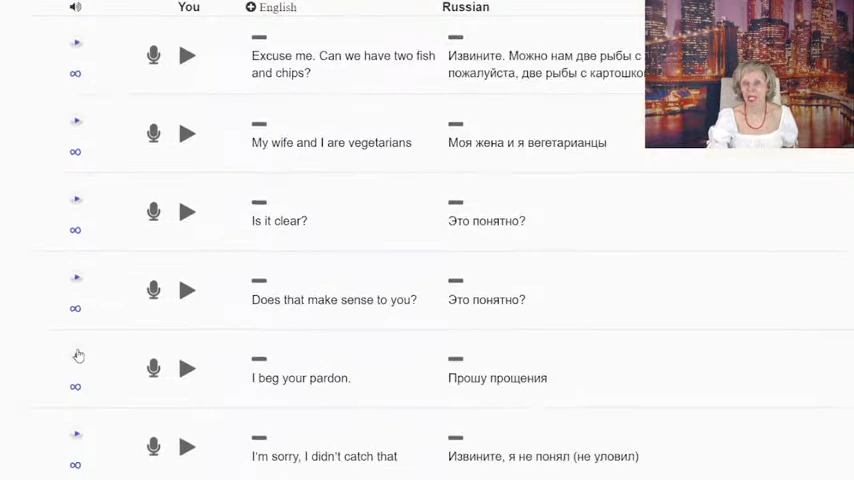 You English Russian
Excuse me. Can we have two fish
and chips?
Извините. Можно нам две рыбы с
пожалуйста, две рыбы с картошко
My wife and I are vegetarians
Моя жена и я вегетарианцы
Is it clear?
Это понятно?
Does that make sense to you?
Это понятно?
I beg your pardon.
Прошу прощения
I'm sorry, I didn't catch that
Извините, я не понял (не уловил)